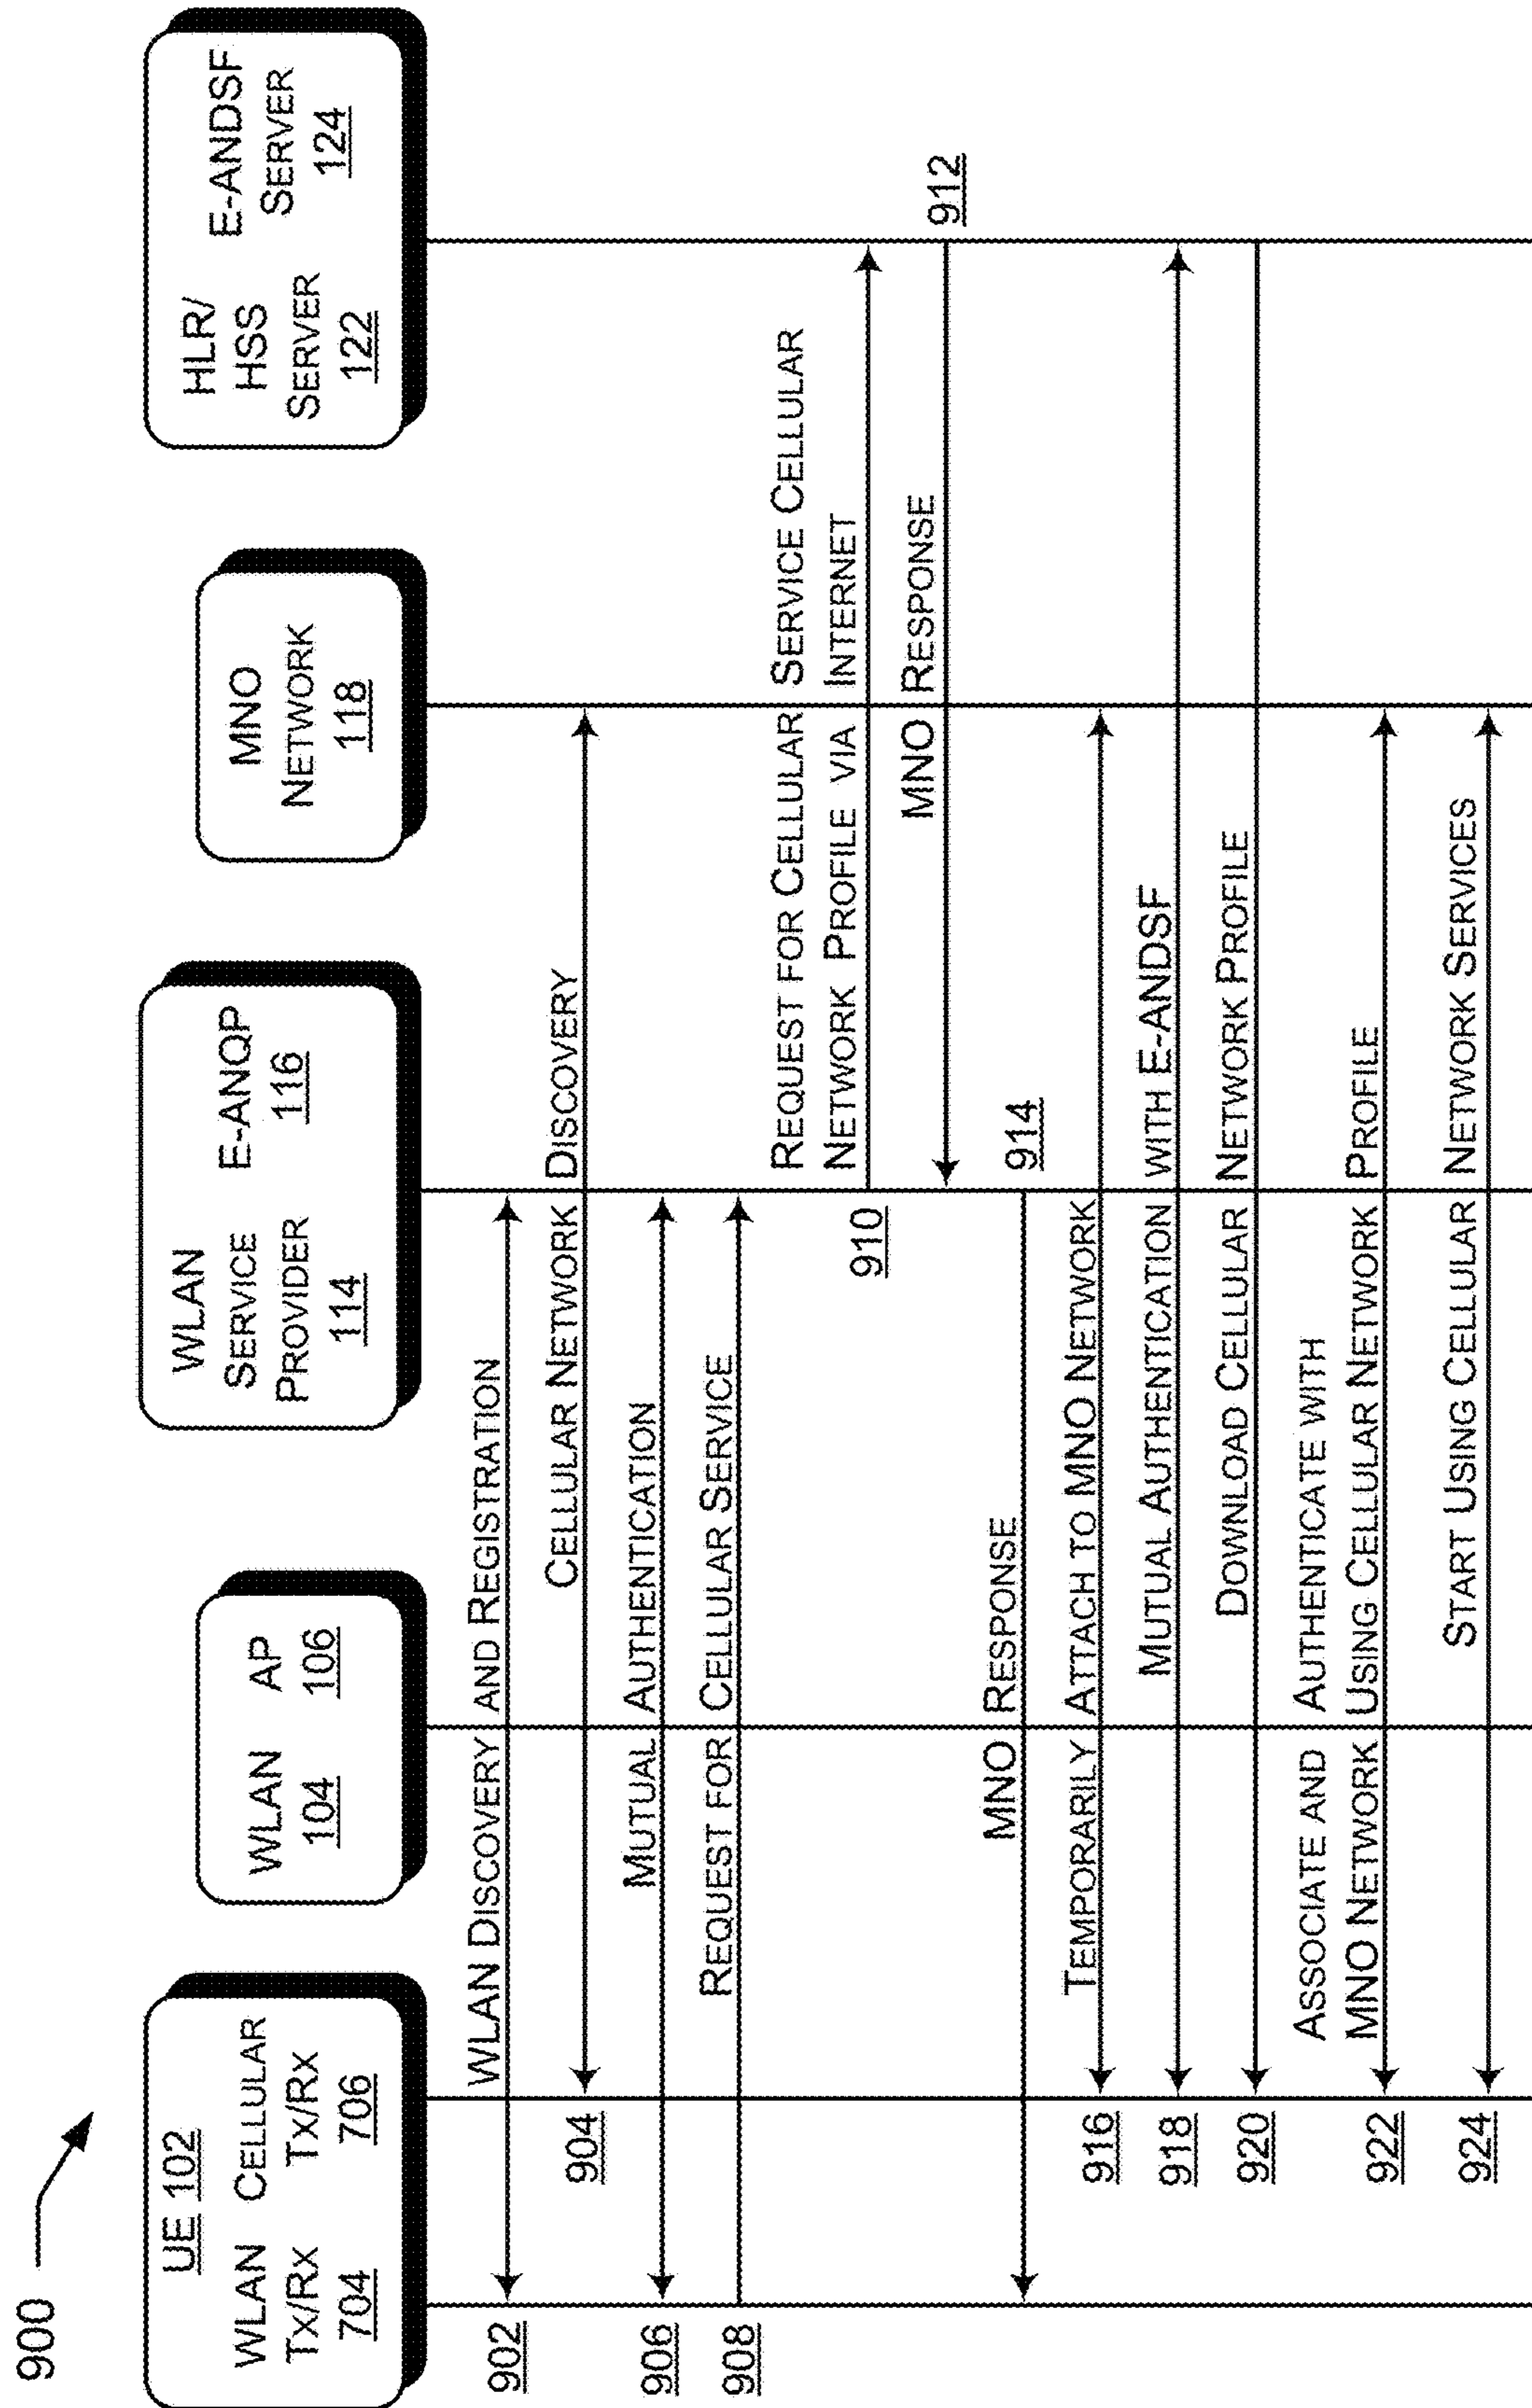 900
UE 102
WLAN CELLULAR
Tx/Rx Tx/Rx
704 706
WLAN AP
104 106
WLAN
SERVICE E-ANQP
PROVIDER 116
114
MNO
NETWORK
118
HLR/
HSS E-ANDSF
SERVER SERVER
122 124
902
WLAN DISCOVERY AND REGISTRATION
904
CELLULAR NETWORK DISCOVERY
906
MUTUAL AUTHENTICATION
908
REQUEST FOR CELLULAR SERVICE
910
REQUEST FOR CELLULAR SERVICE CELLULAR
NETWORK PROFILE VIA INTERNET
MNO RESPONSE
912
MNO RESPONSE
914
916
TEMPORARILY ATTACH TO MNO NETWORK
918
MUTUAL AUTHENTICATION WITH E-ANDSF
920
DOWNLOAD CELLULAR NETWORK PROFILE
922
ASSOCIATE AND AUTHENTICATE WITH
MNO NETWORK USING CELLULAR NETWORK PROFILE
924
START USING CELLULAR NETWORK SERVICES